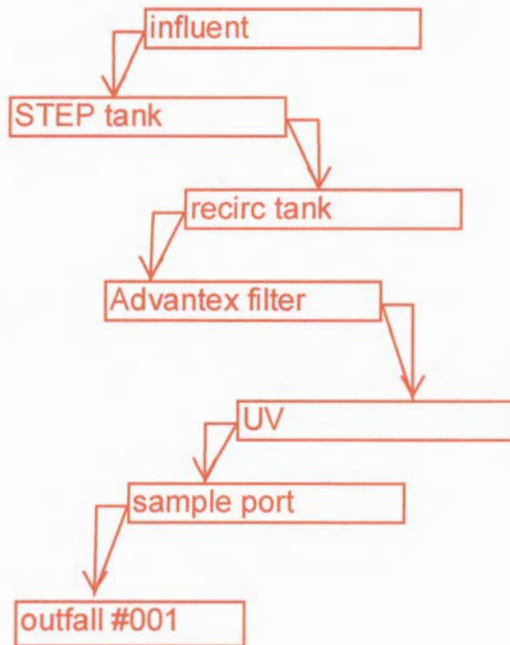 influent
STEP tank
recirc tank
Advantex filter
UV
sample port
outfall #001